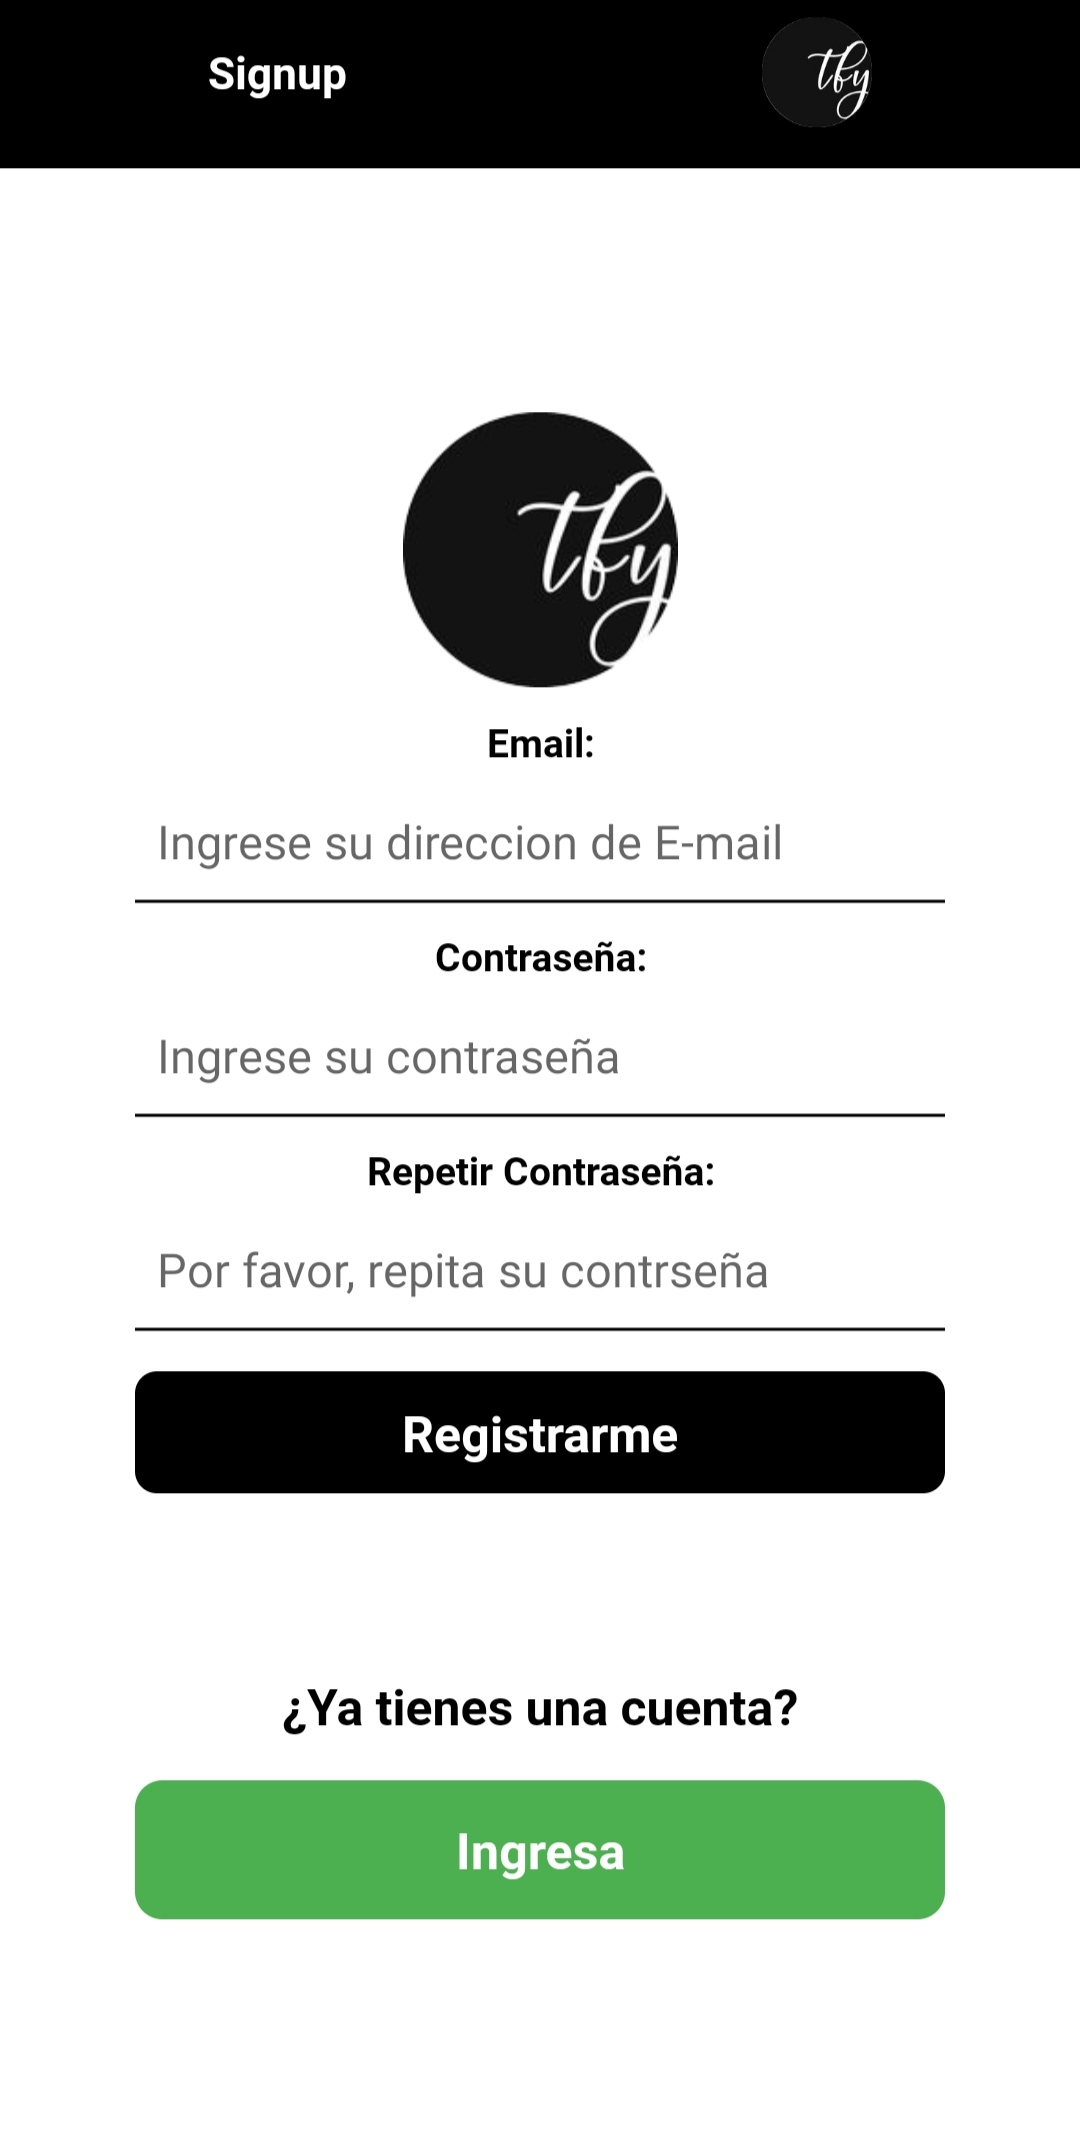 Signup
tfy
tfy
Email:
Ingrese su direccion de E-mail
Contraseña:
Ingrese su contraseña
Repetir Contraseña:
Por favor, repita su contrseña
Registrarme
¿Ya tienes una cuenta?
Ingresa